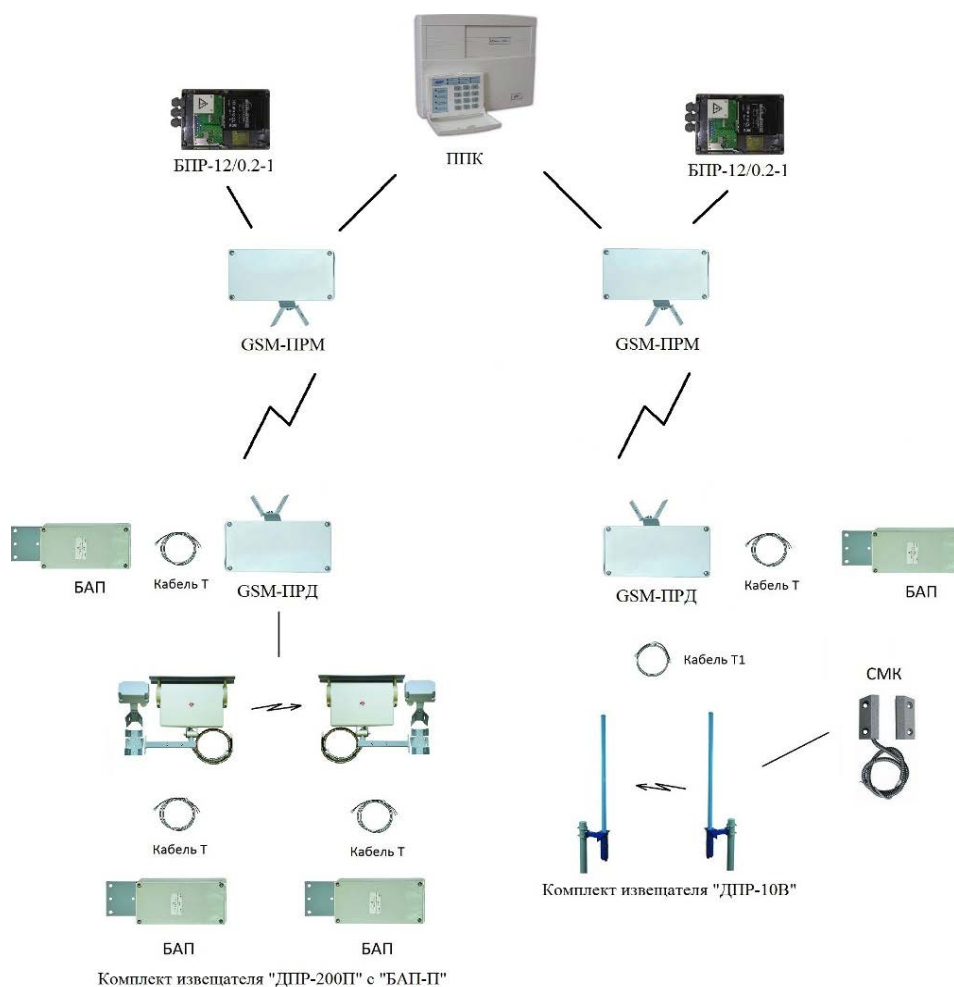 БПР-12/0.2-1
ППК
БПР-12/0.2-1
GSM-ПРМ
GSM-ПРМ
БАП
Кабель Т
GSM-ПРД
GSM-ПРД
Кабель Т
БАП
Кабель Т1
СМК
Кабель Т
Кабель Т
БАП
БАП
Комплект извещателя "ДПР-10В"
Комплект извещателя "ДПР-200П" с "БАП-П"